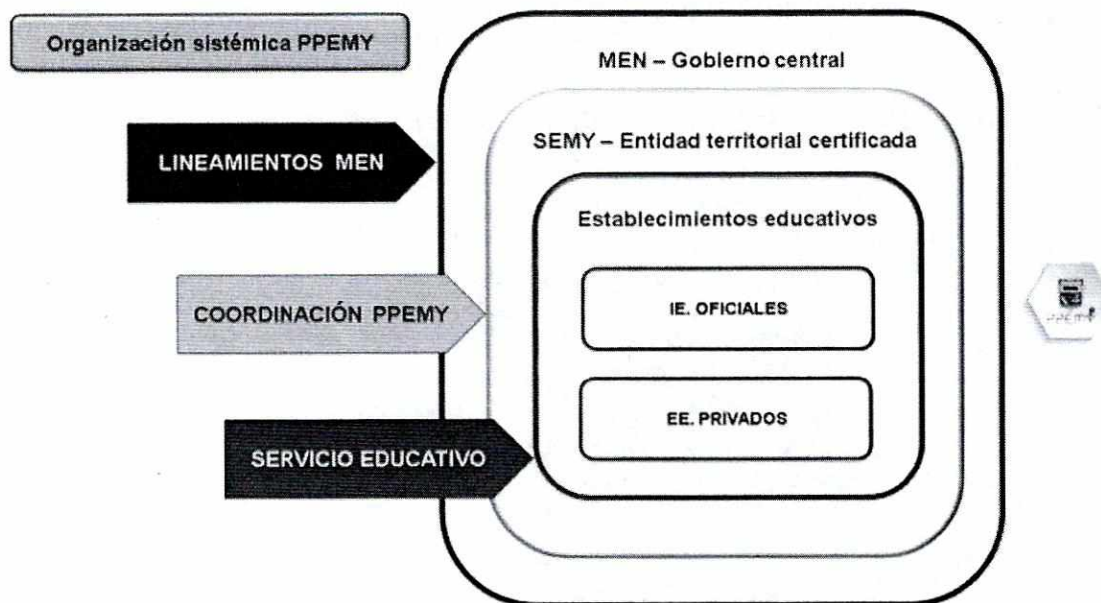 Organización sistémica PPEMY
MEN – Gobierno central
SEMY – Entidad territorial certificada
LINEAMIENTOS MEN
Establecimientos educativos
COORDINACIÓN PPEMY
IE. OFICIALES
PPEMY
EE. PRIVADOS
SERVICIO EDUCATIVO